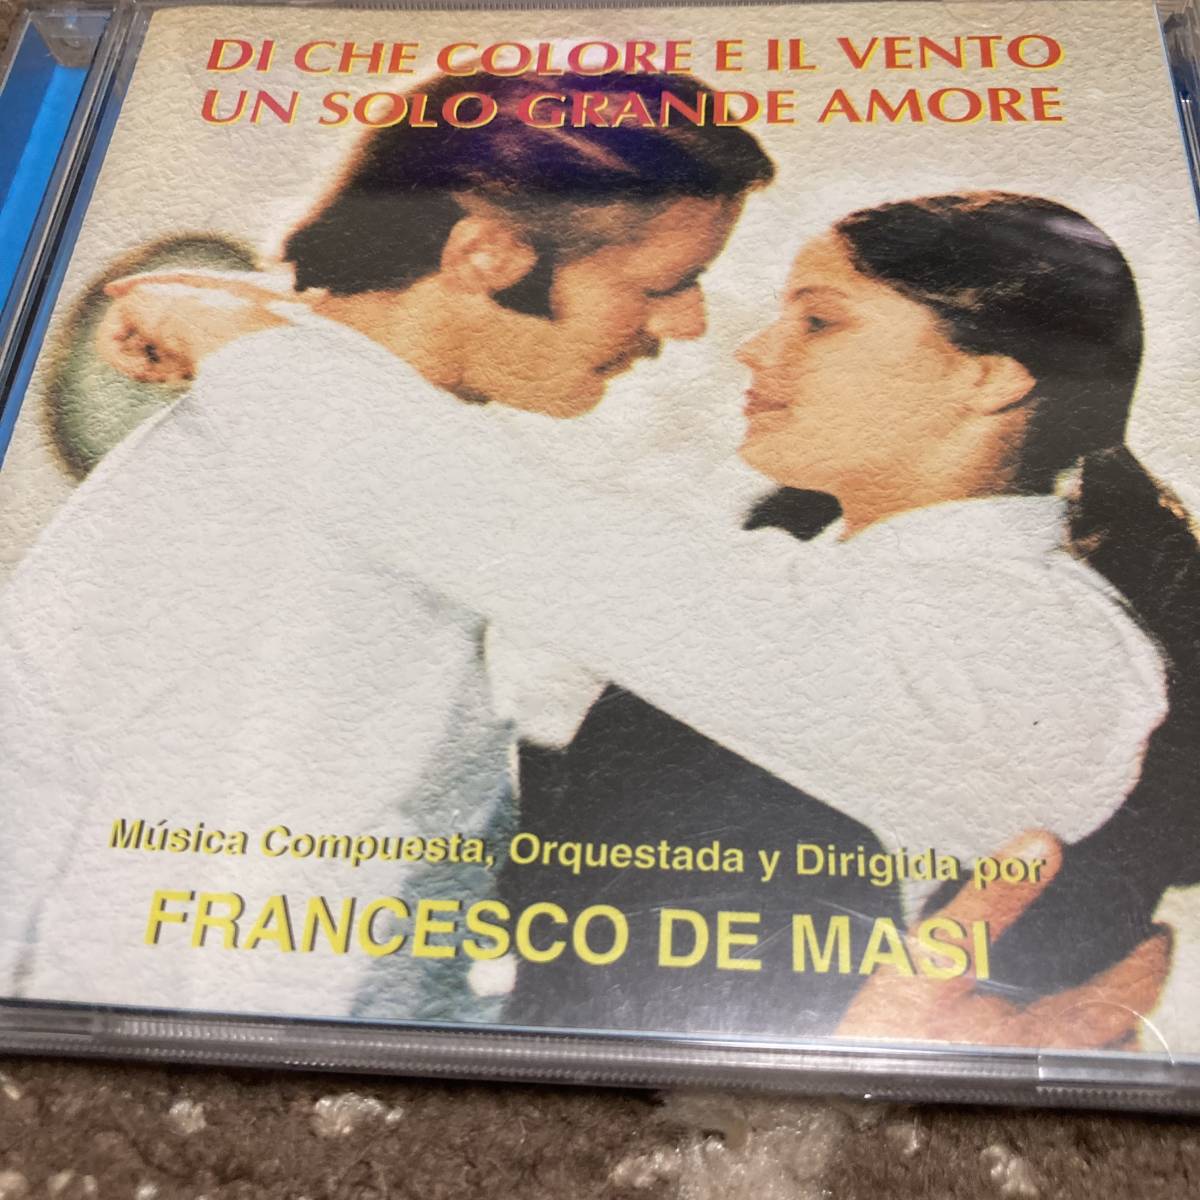 DI CHE COLORE E IL VENTO
UN SOLO GRANDE AMORE
Música Compuesta, Orquestada y Dirigida por
FRANCESCO DE MASI